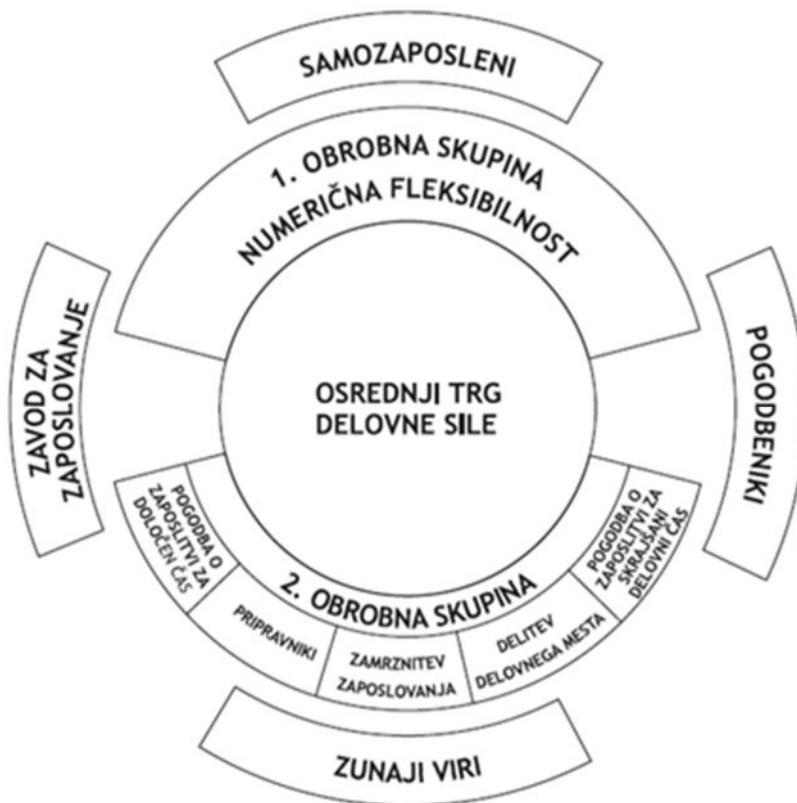 SAMOZAPOSLENI
1. OBROBNA SKUPINA
NUMERIČNA FLEKSIBILNOST
ZAVOD ZA
ZAPOSLOVANJE
OSREDNJI TRG
DELOVNE SILE
POGODBENIKI
2. OBROBNA SKUPINA
POGODBA O
ZAPOSLITVI ZA
DOLOČEN ČAS
PRIPRAVNIKI
ZAMRZNITEV
ZAPOSLOVANJA
DELITEV
DELOVNEGA MESTA
POGODBA O
ZAPOSLITVI ZA
SKRAJŠANI
DELOVNI ČAS
ZUNAJI VIRI